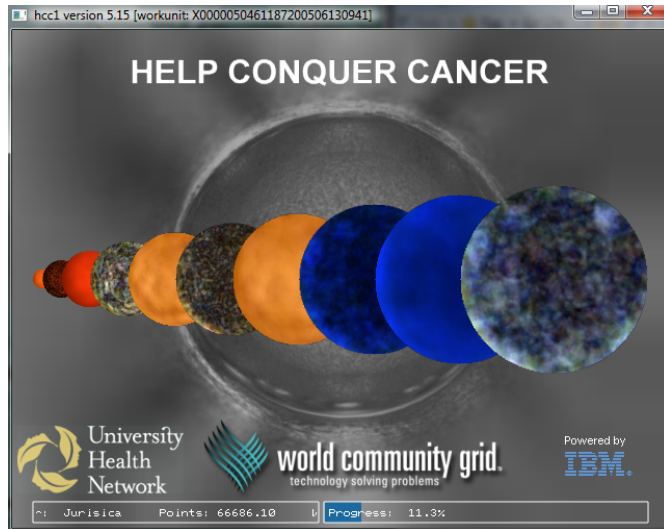 hcc1 version 5.15 [workunit: X0000050461187200506130941]
HELP CONQUER CANCER
University
Health
Network
world community grid.
technology solving problems
Powered by
IBM.
Jurisica Points: 66686.10
Progress: 11.3%